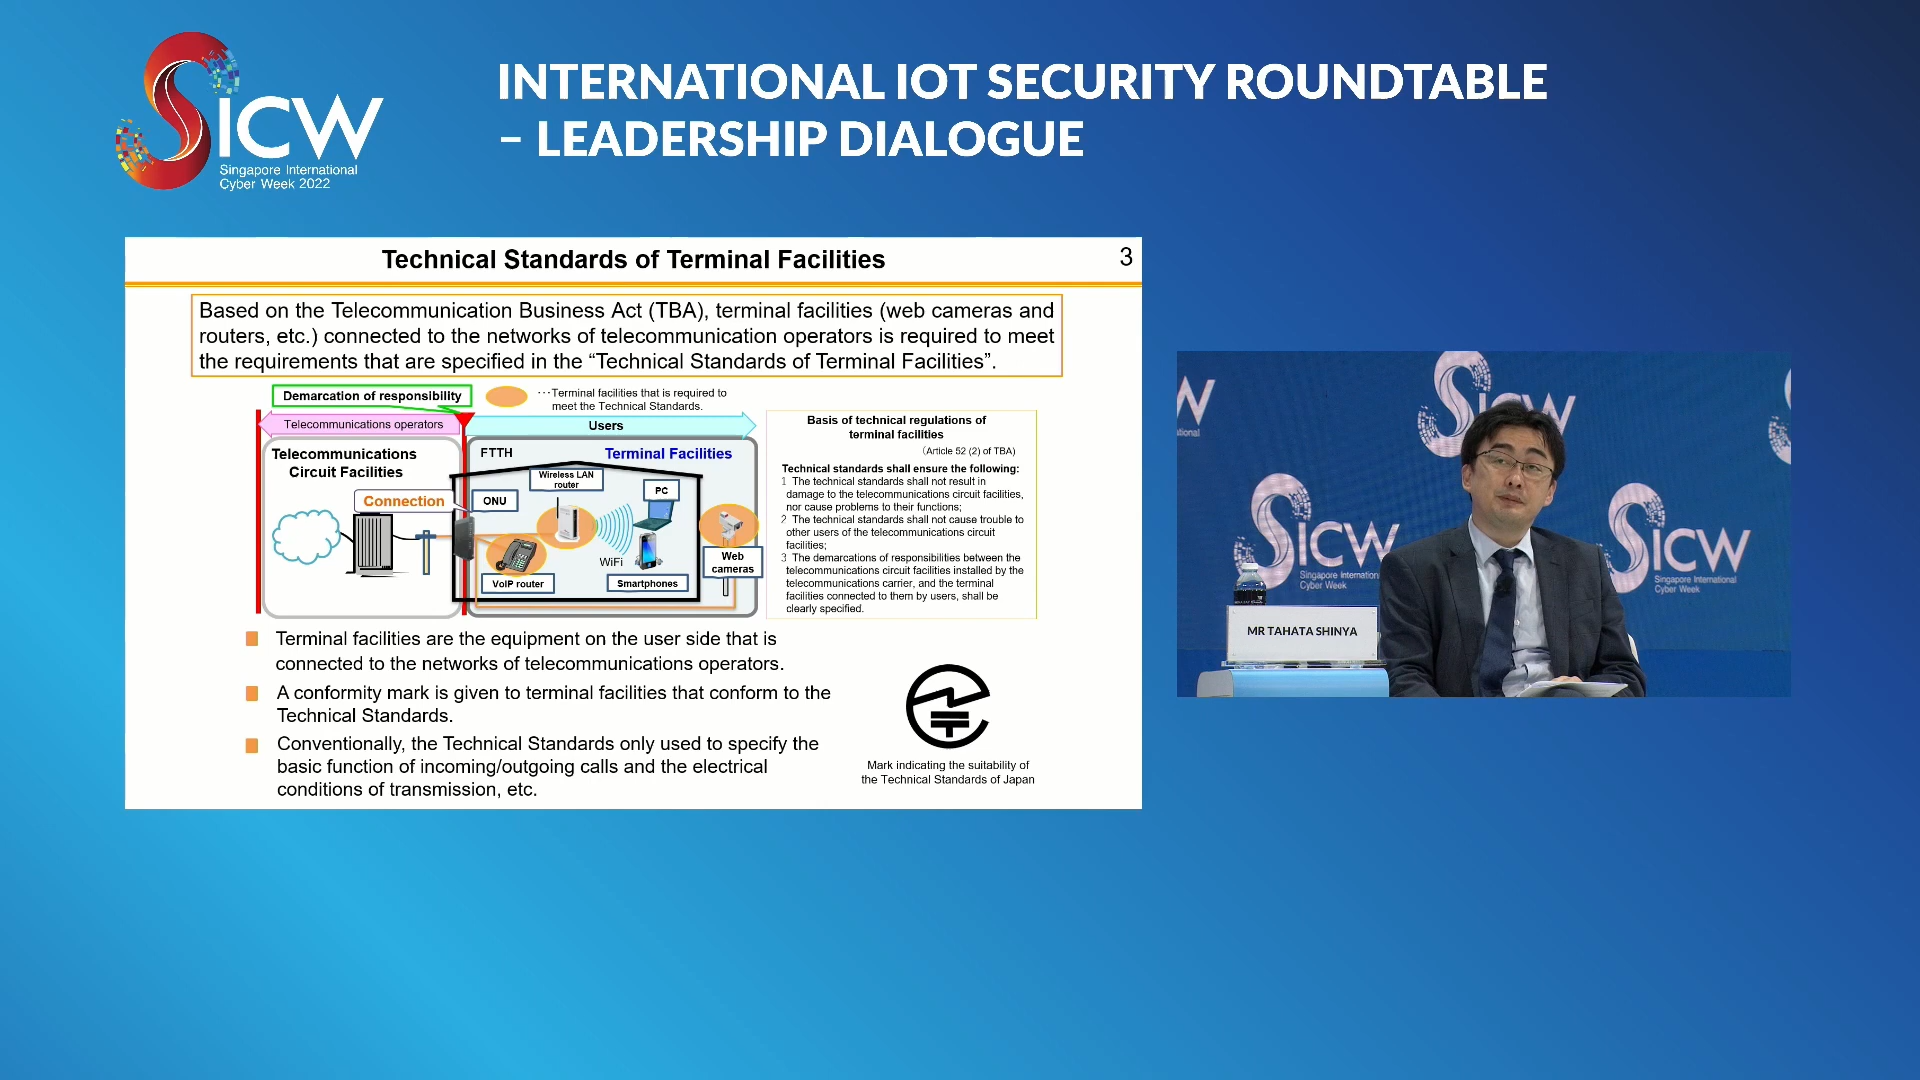 SICW
Singapore International
Cyber Week 2022
INTERNATIONAL IOT SECURITY ROUNDTABLE
– LEADERSHIP DIALOGUE
Technical Standards of Terminal Facilities
3
Based on the Telecommunication Business Act (TBA), terminal facilities (web cameras and
routers, etc.) connected to the networks of telecommunication operators is required to meet
the requirements that are specified in the “Technical Standards of Terminal Facilities”.
Demarcation of responsibility
···Terminal facilities that is required to
meet the Technical Standards.
Telecommunications operators
Users
Telecommunications
Circuit Facilities
Connection
FTTH
Terminal Facilities
ONU
Wireless LAN
router
PC
WiFi
VoIP router
Smartphones
Web
cameras
Basis of technical regulations of
terminal facilities
(Article 52 (2) of TBA)
Technical standards shall ensure the following:
1 The technical standards shall not result in
damage to the telecommunications circuit facilities,
nor cause problems to their functions;
2 The technical standards shall not cause trouble to
other users of the telecommunications circuit
facilities;
3 The demarcations of responsibilities between the
telecommunications circuit facilities installed by the
telecommunications carrier, and the terminal
facilities connected to them by users, shall be
clearly specified.
Terminal facilities are the equipment on the user side that is
connected to the networks of telecommunications operators.
A conformity mark is given to terminal facilities that conform to the
Technical Standards.
Conventionally, the Technical Standards only used to specify the
basic function of incoming/outgoing calls and the electrical
conditions of transmission, etc.
Mark indicating the suitability of
the Technical Standards of Japan
SICW
SICW
Singapore Internation
Cyber Week
SICW
Singapore International
Cyber Week
MR TAHATA SHINYA